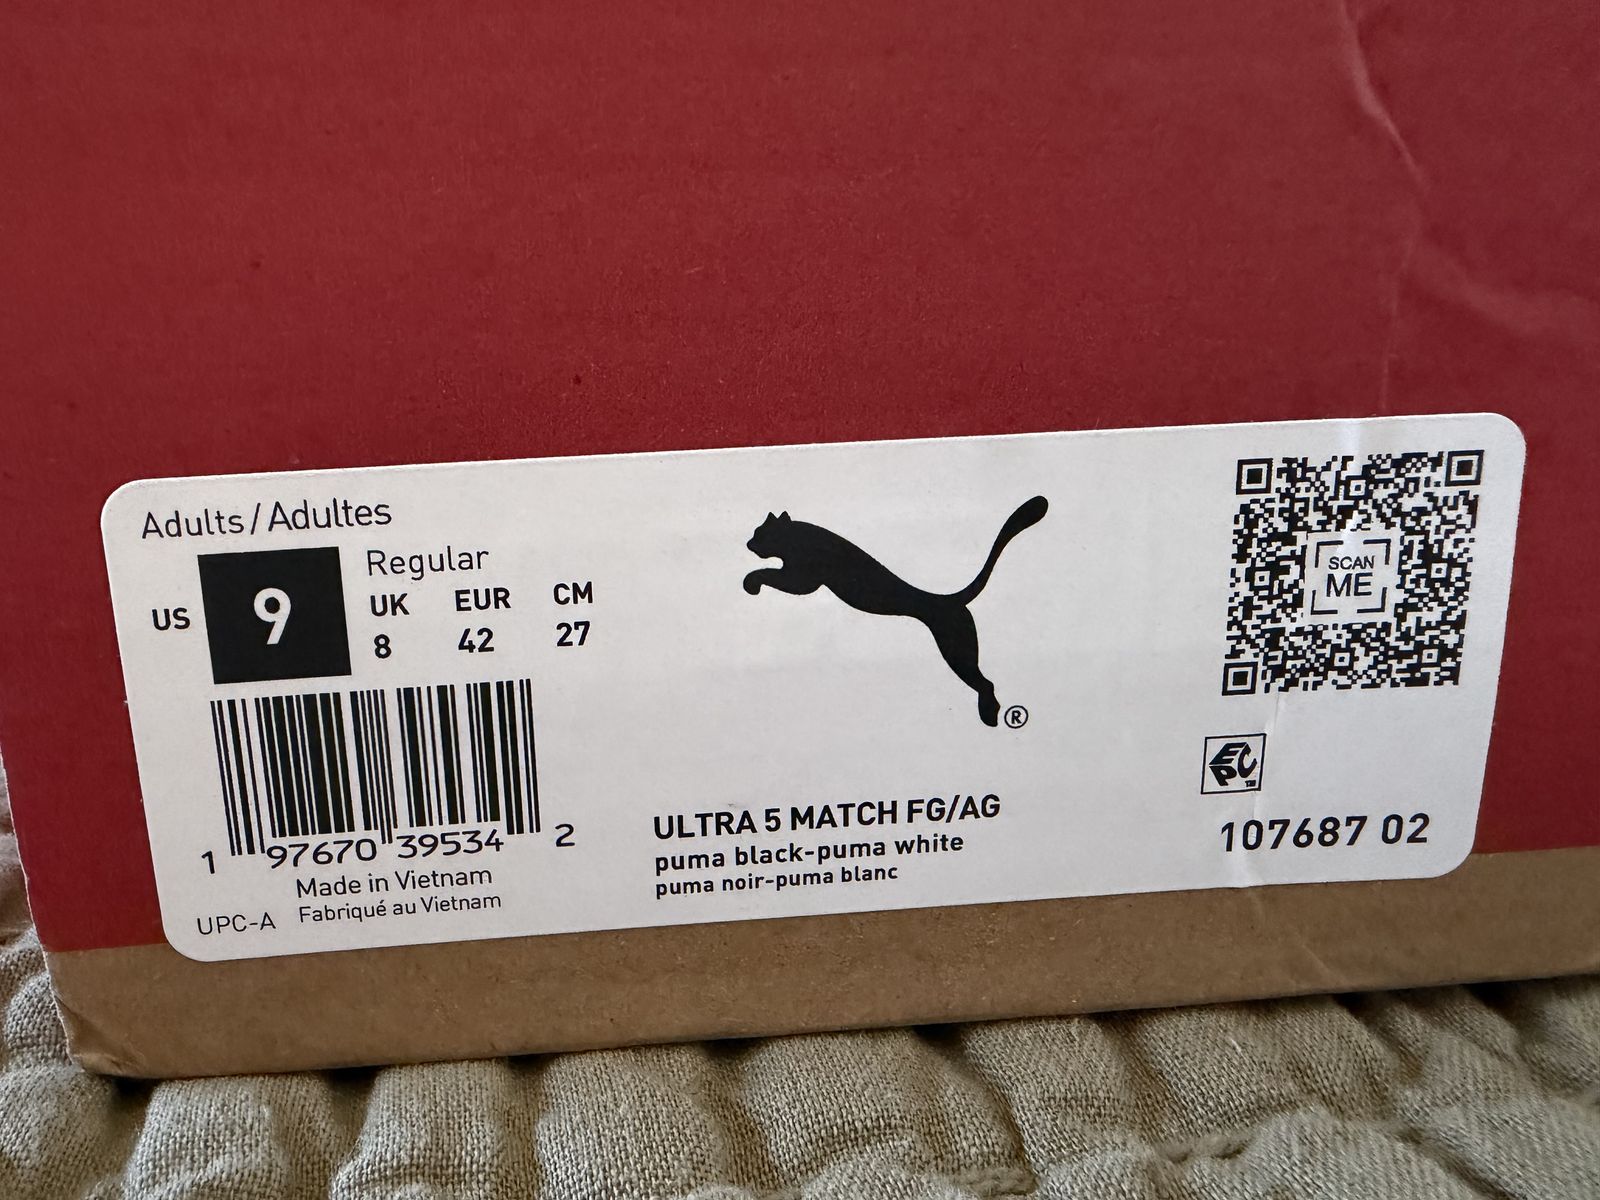 Adults/Adultes
US 9
Regular
UK EUR CM
8 42 27
1 97670 39534 2
Made in Vietnam
UPC-A Fabriqué au Vietnam
®
ULTRA 5 MATCH FG/AG
puma black-puma white
puma noir-puma blanc
SCAN
ME
EPC™
107687 02